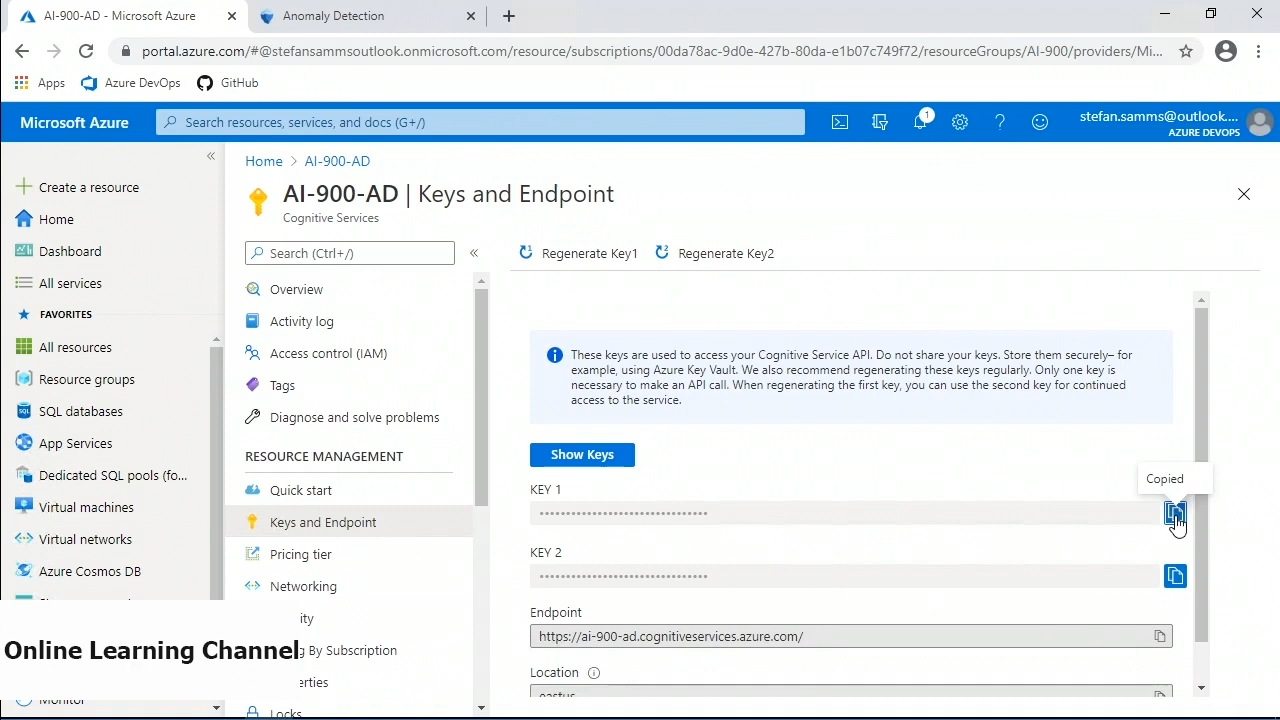 AI-900-AD - Microsoft Azure
Anomaly Detection
portal.azure.com/#@stefansammsoutlook.onmicrosoft.com/resource/subscriptions/00da78ac-9d0e-427b-80da-e1b07c749f72/resourceGroups/AI-900/providers/Mi...
Apps
Azure DevOps
GitHub
Microsoft Azure
Search resources, services, and docs (G+/)
1
stefan.samms@outlook....
AZURE DEVOPS
Create a resource
Home
Dashboard
All services
FAVORITES
All resources
Resource groups
SQL databases
App Services
Dedicated SQL pools (fo...
Virtual machines
Virtual networks
Azure Cosmos DB
Monitor
Online Learning Channel
Home > AI-900-AD
AI-900-AD | Keys and Endpoint
Cognitive Services
Search (Ctrl+/)
Overview
Activity log
Access control (IAM)
Tags
Diagnose and solve problems
RESOURCE MANAGEMENT
Quick start
Keys and Endpoint
Pricing tier
Networking
ity
g By Subscription
erties
Locks
Regenerate Key1
Regenerate Key2
These keys are used to access your Cognitive Service API. Do not share your keys. Store them securely– for
example, using Azure Key Vault. We also recommend regenerating these keys regularly. Only one key is
necessary to make an API call. When regenerating the first key, you can use the second key for continued
access to the service.
Show Keys
Copied
KEY 1
KEY 2
Endpoint
https://ai-900-ad.cognitiveservices.azure.com/
Location
eastus